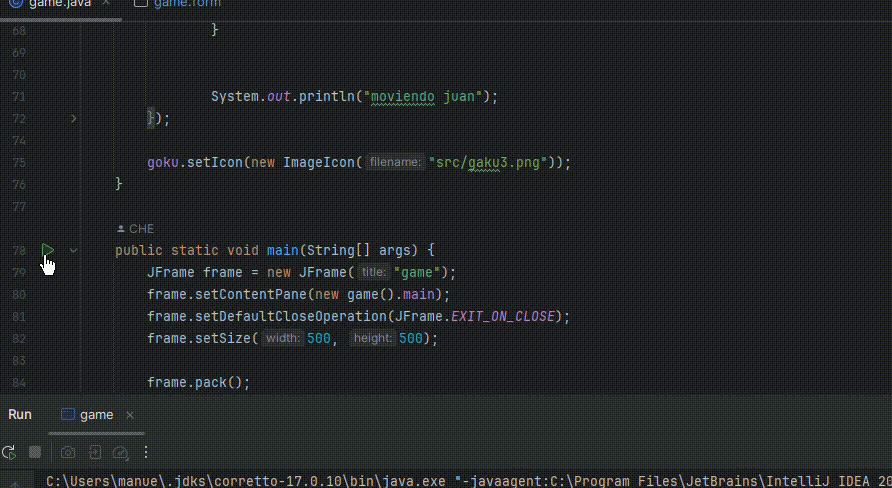 game.java × game.form
68 }
69
70
71 System.out.println("moviendo juan");
72 });
74
75 goku.setIcon(new ImageIcon( filename: "src/gaku3.png"));
76 }
77
CHE
78 public static void main(String[] args) {
79 JFrame frame = new JFrame( title: "game");
80 frame.setContentPane(new game().main);
81 frame.setDefaultCloseOperation(JFrame.EXIT_ON_CLOSE);
82 frame.setSize( width: 500, height: 500);
83
84 frame.pack();
Run game ×
C:\Users\manue\.jdks\corretto-17.0.10\bin\java.exe "-javaagent:C:\Program Files\JetBrains\IntelliJ IDEA 20